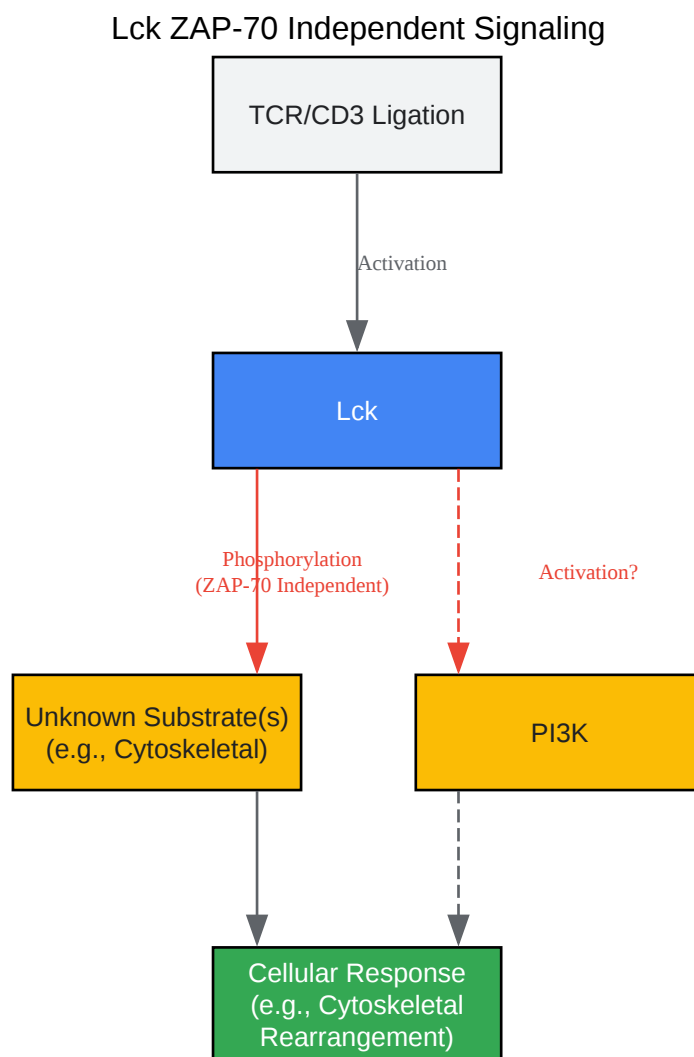 Lck ZAP-70 Independent Signaling
TCR/CD3 Ligation
Activation
Lck
Phosphorylation
(ZAP-70 Independent)
Activation?
Unknown Substrate(s)
(e.g., Cytoskeletal)
PI3K
Cellular Response
(e.g., Cytoskeletal
Rearrangement)